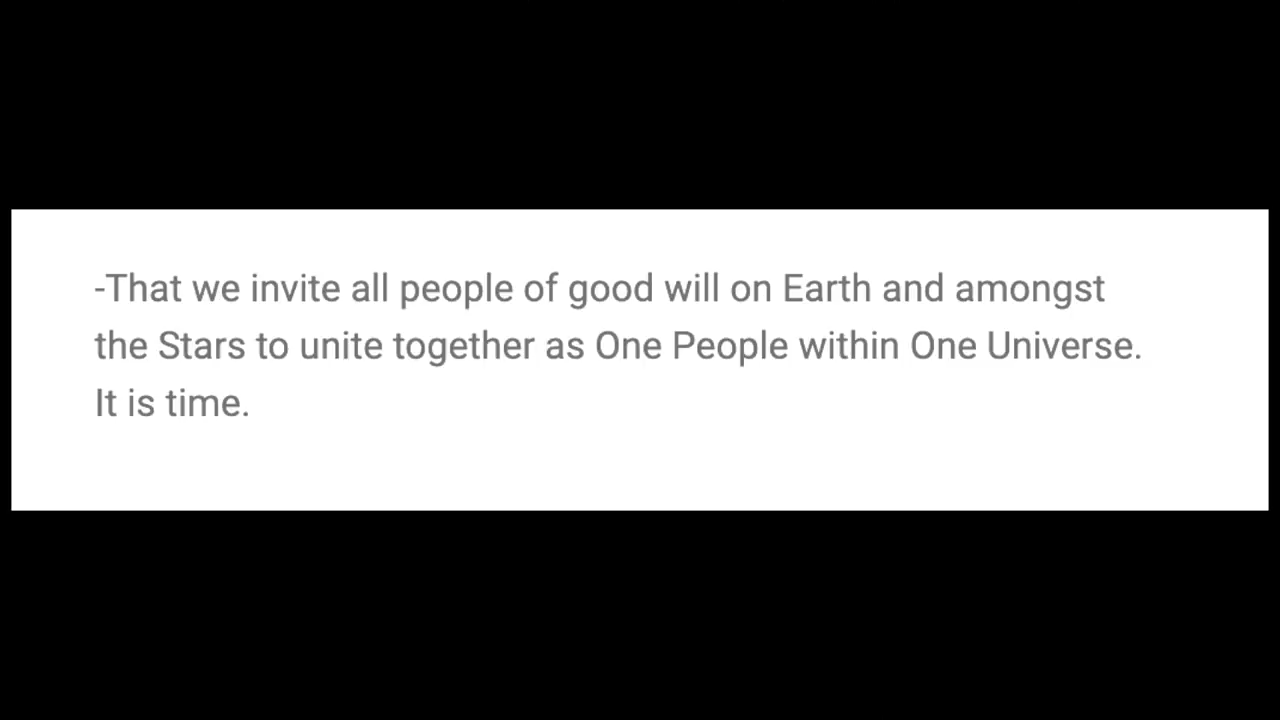 -That we invite all people of good will on Earth and amongst
the Stars to unite together as One People within One Universe.
It is time.